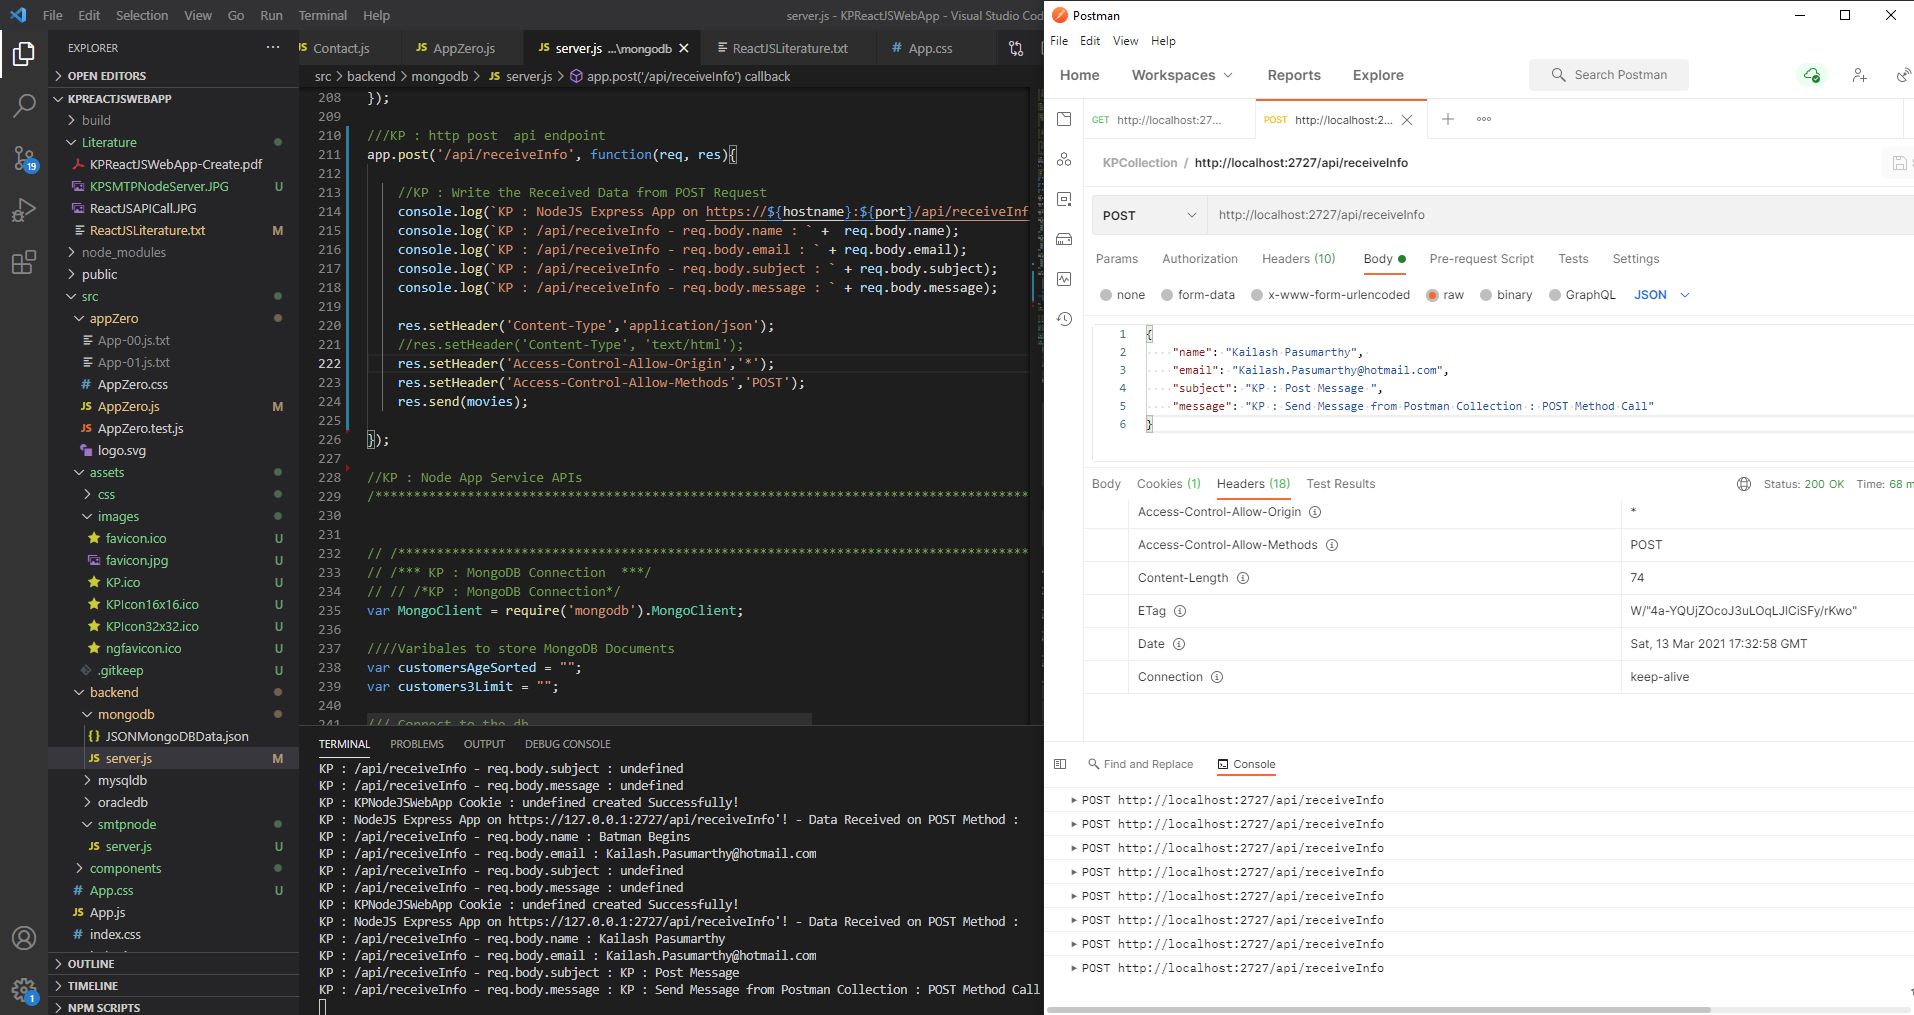 File Edit Selection View Go Run Terminal Help
server.js - KPReactJSWebApp - Visual Studio Cod
EXPLORER
OPEN EDITORS
KPREACTJSWEBAPP
build
Literature
KPReactJSWebApp-Create.pdf
KPSMTPNodeServer.JPG U
ReactJSAPICall.JPG
ReactJSLiterature.txt M
node_modules
public
src
appZero
App-00.js.txt
App-01.js.txt
AppZero.css
JS AppZero.js M
JS AppZero.test.js
logo.svg
assets
css
images
favicon.ico U
favicon.jpg U
KP.ico U
KPIcon16x16.ico U
KPIcon32x32.ico U
ngfavicon.ico U
.gitkeep U
backend
mongodb
{} JSONMongoDBData.json
JS server.js M
mysqldb
oracledb
smtpnode
JS server.js U
components
# App.css U
JS App.js
# index.css
OUTLINE
TIMELINE
NPM SCRIPTS
19
1
JS Contact.js JS AppZero.js JS server.js ...\mongodb ReactJSLiterature.txt # App.css
src > backend > mongodb > JS server.js > app.post('/api/receiveInfo') callback
208 });
209
210 ///KP : http post  api endpoint
211 app.post('/api/receiveInfo', function(req, res){
212
213 //KP : Write the Received Data from POST Request
214 console.log(`KP : NodeJS Express App on https://${hostname}:${port}/api/receiveInf
215 console.log(`KP : /api/receiveInfo - req.body.name : ` +  req.body.name);
216 console.log(`KP : /api/receiveInfo - req.body.email : ` + req.body.email);
217 console.log(`KP : /api/receiveInfo - req.body.subject : ` + req.body.subject);
218 console.log(`KP : /api/receiveInfo - req.body.message : ` + req.body.message);
219
220 res.setHeader('Content-Type','application/json');
221 //res.setHeader('Content-Type', 'text/html');
222 res.setHeader('Access-Control-Allow-Origin','*');
223 res.setHeader('Access-Control-Allow-Methods','POST');
224 res.send(movies);
225
226 });
227
228 //KP : Node App Service APIs
229 /*************************************************************************************
230
231
232 // /**********************************************************************************
233 // /*** KP : MongoDB Connection  ***/
234 // // /*KP : MongoDB Connection*/
235 var MongoClient = require('mongodb').MongoClient;
236
237 ////Varibales to store MongoDB Documents
238 var customersAgeSorted = "";
239 var customers3Limit = "";
240
241 /// Connect to the db
TERMINAL PROBLEMS OUTPUT DEBUG CONSOLE
KP : /api/receiveInfo - req.body.subject : undefined
KP : /api/receiveInfo - req.body.message : undefined
KP : KPNodeJSWebApp Cookie : undefined created Successfully!
KP : NodeJS Express App on https://127.0.0.1:2727/api/receiveInfo'! - Data Received on POST Method :
KP : /api/receiveInfo - req.body.name : Batman Begins
KP : /api/receiveInfo - req.body.email : Kailash.Pasumarthy@hotmail.com
KP : /api/receiveInfo - req.body.subject : undefined
KP : /api/receiveInfo - req.body.message : undefined
KP : KPNodeJSWebApp Cookie : undefined created Successfully!
KP : NodeJS Express App on https://127.0.0.1:2727/api/receiveInfo'! - Data Received on POST Method :
KP : /api/receiveInfo - req.body.name : Kailash Pasumarthy
KP : /api/receiveInfo - req.body.email : Kailash.Pasumarthy@hotmail.com
KP : /api/receiveInfo - req.body.subject : KP : Post Message
KP : /api/receiveInfo - req.body.message : KP : Send Message from Postman Collection : POST Method Call
Postman
File Edit View Help
Home Workspaces Reports Explore Search Postman
GET http://localhost:27... POST http://localhost:2...
KPCollection / http://localhost:2727/api/receiveInfo
POST http://localhost:2727/api/receiveInfo
Params Authorization Headers (10) Body Pre-request Script Tests Settings
none form-data x-www-form-urlencoded raw binary GraphQL JSON
1 {
2 "name": "Kailash Pasumarthy",
3 "email": "Kailash.Pasumarthy@hotmail.com",
4 "subject": "KP : Post Message ",
5 "message": "KP : Send Message from Postman Collection : POST Method Call"
6 }
Body Cookies (1) Headers (18) Test Results Status: 200 OK Time: 68 m
Access-Control-Allow-Origin *
Access-Control-Allow-Methods POST
Content-Length 74
ETag W/"4a-YQUjZOcoJ3uLOqLJlCiSFy/rKwo"
Date Sat, 13 Mar 2021 17:32:58 GMT
Connection keep-alive
Find and Replace Console
POST http://localhost:2727/api/receiveInfo
POST http://localhost:2727/api/receiveInfo
POST http://localhost:2727/api/receiveInfo
POST http://localhost:2727/api/receiveInfo
POST http://localhost:2727/api/receiveInfo
POST http://localhost:2727/api/receiveInfo
POST http://localhost:2727/api/receiveInfo
POST http://localhost:2727/api/receiveInfo